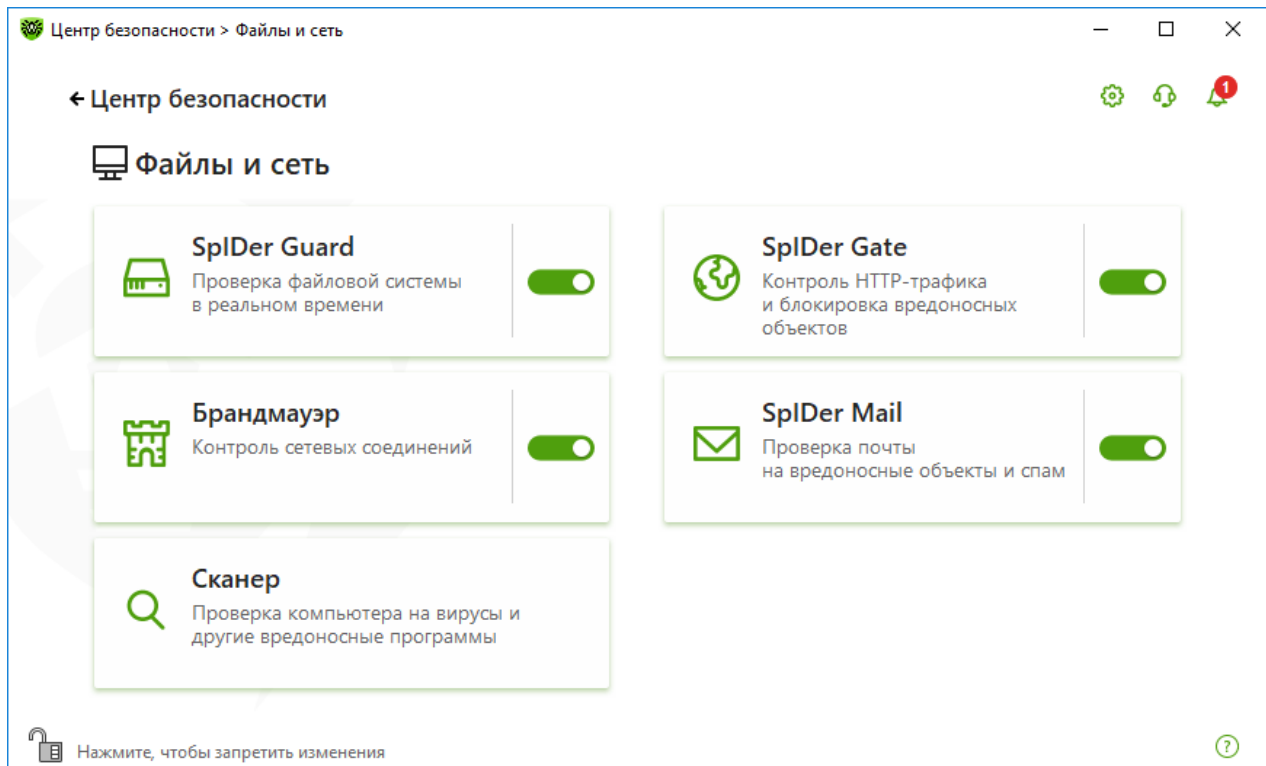 Центр безопасности > Файлы и сеть
Центр безопасности
1
Файлы и сеть
SpIDer Guard
Проверка файловой системы
в реальном времени
SpIDer Gate
Контроль HTTP-трафика
и блокировка вредоносных
объектов
Брандмауэр
Контроль сетевых соединений
SpIDer Mail
Проверка почты
на вредоносные объекты и спам
Сканер
Проверка компьютера на вирусы и
другие вредоносные программы
Нажмите, чтобы запретить изменения
?